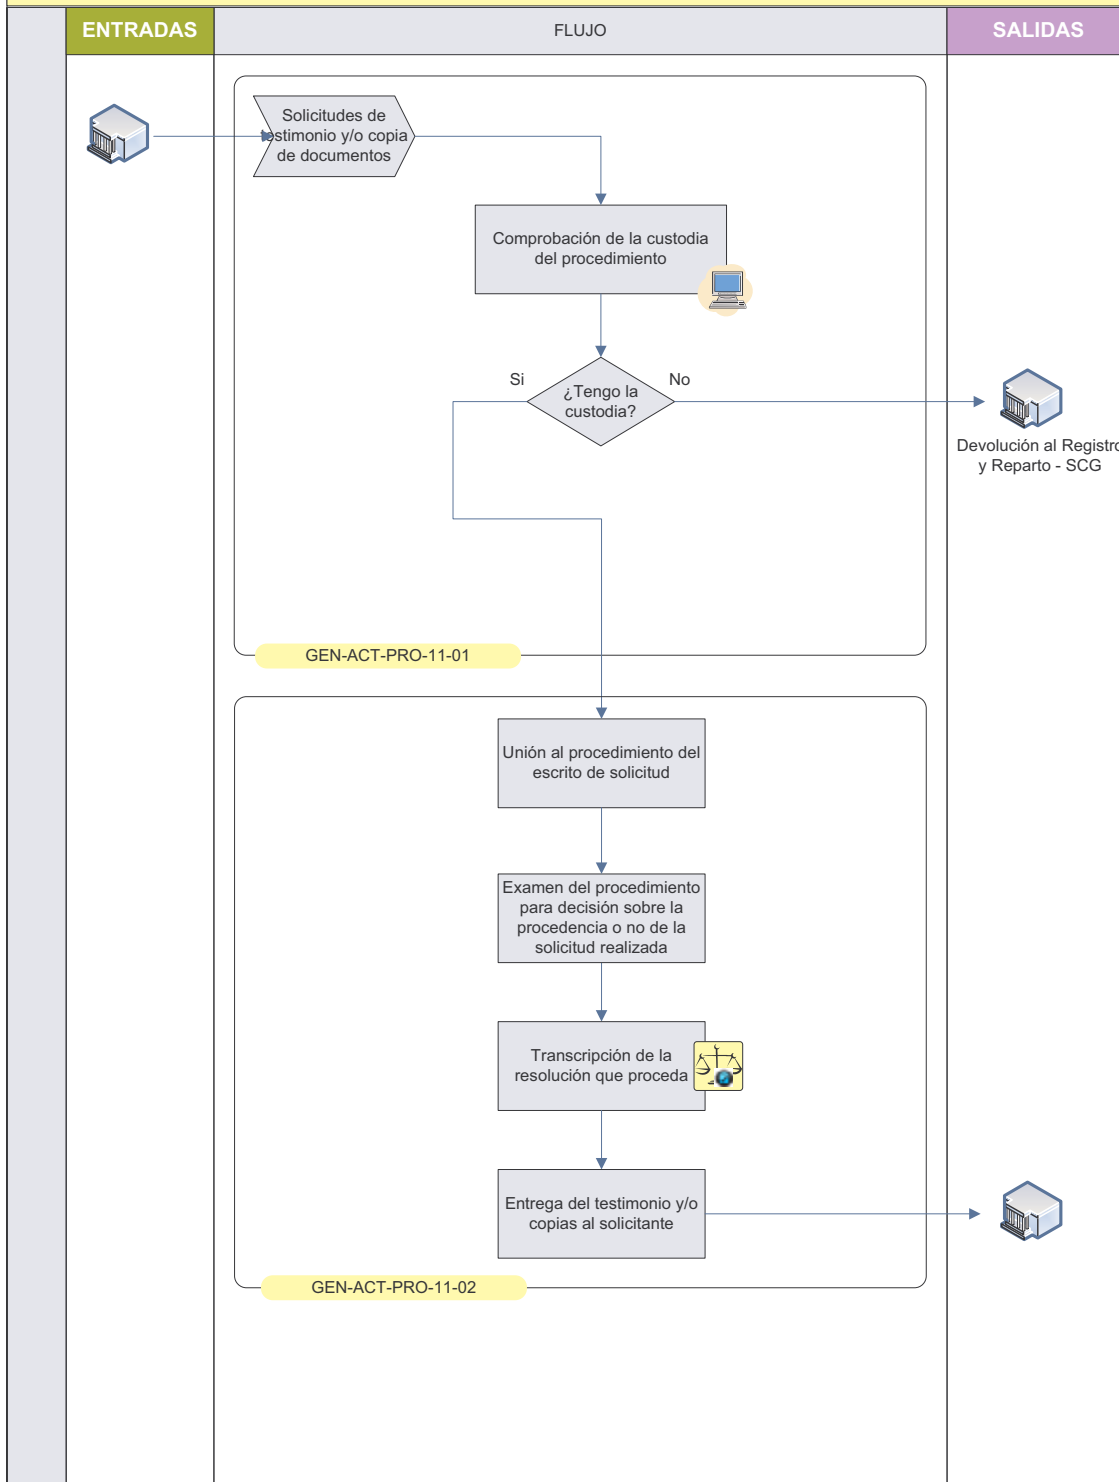 ENTRADAS
FLUJO
SALIDAS
Solicitudes de
testimonio y/o copia
de documentos
Comprobación de la custodia
del procedimiento
Si
¿Tengo la
custodia?
No
Devolución al Registro
y Reparto - SCG
GEN-ACT-PRO-11-01
Unión al procedimiento del
escrito de solicitud
Examen del procedimiento
para decisión sobre la
procedencia o no de la
solicitud realizada
Transcripción de la
resolución que proceda
Entrega del testimonio y/o
copias al solicitante
GEN-ACT-PRO-11-02